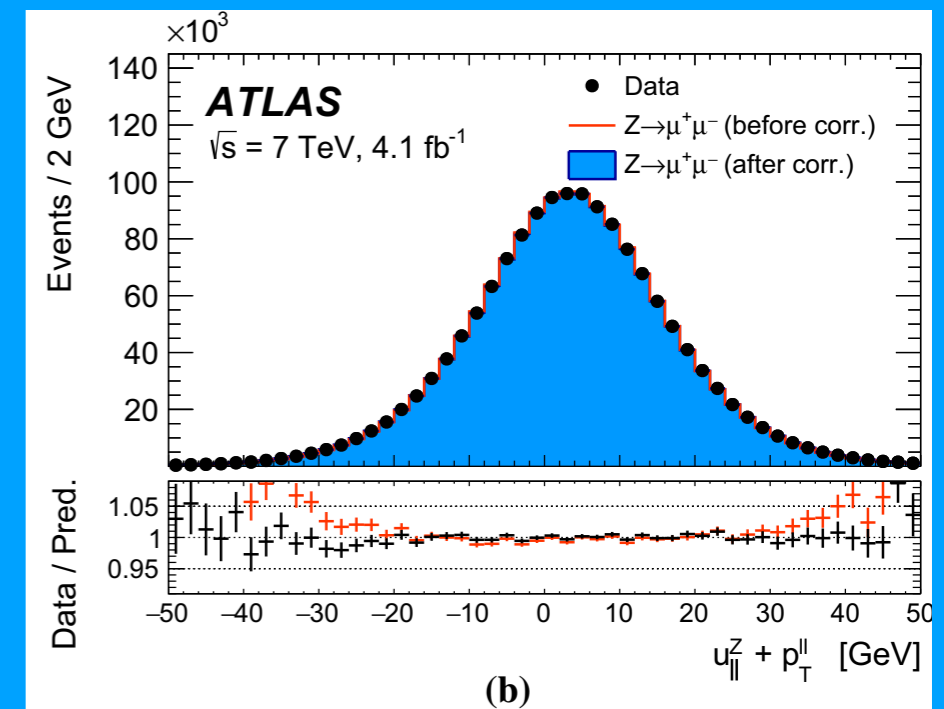 ×10³
Events / 2 GeV
140
120
100
80
60
40
20
ATLAS
√s = 7 TeV, 4.1 fb⁻¹
Data
Z→μ⁺μ⁻ (before corr.)
Z→μ⁺μ⁻ (after corr.)
Data / Pred.
1.05
1
0.95
−50 −40 −30 −20 −10 0 10 20 30 40 50
u∥ᶻ + p_T^ll [GeV]
(b)